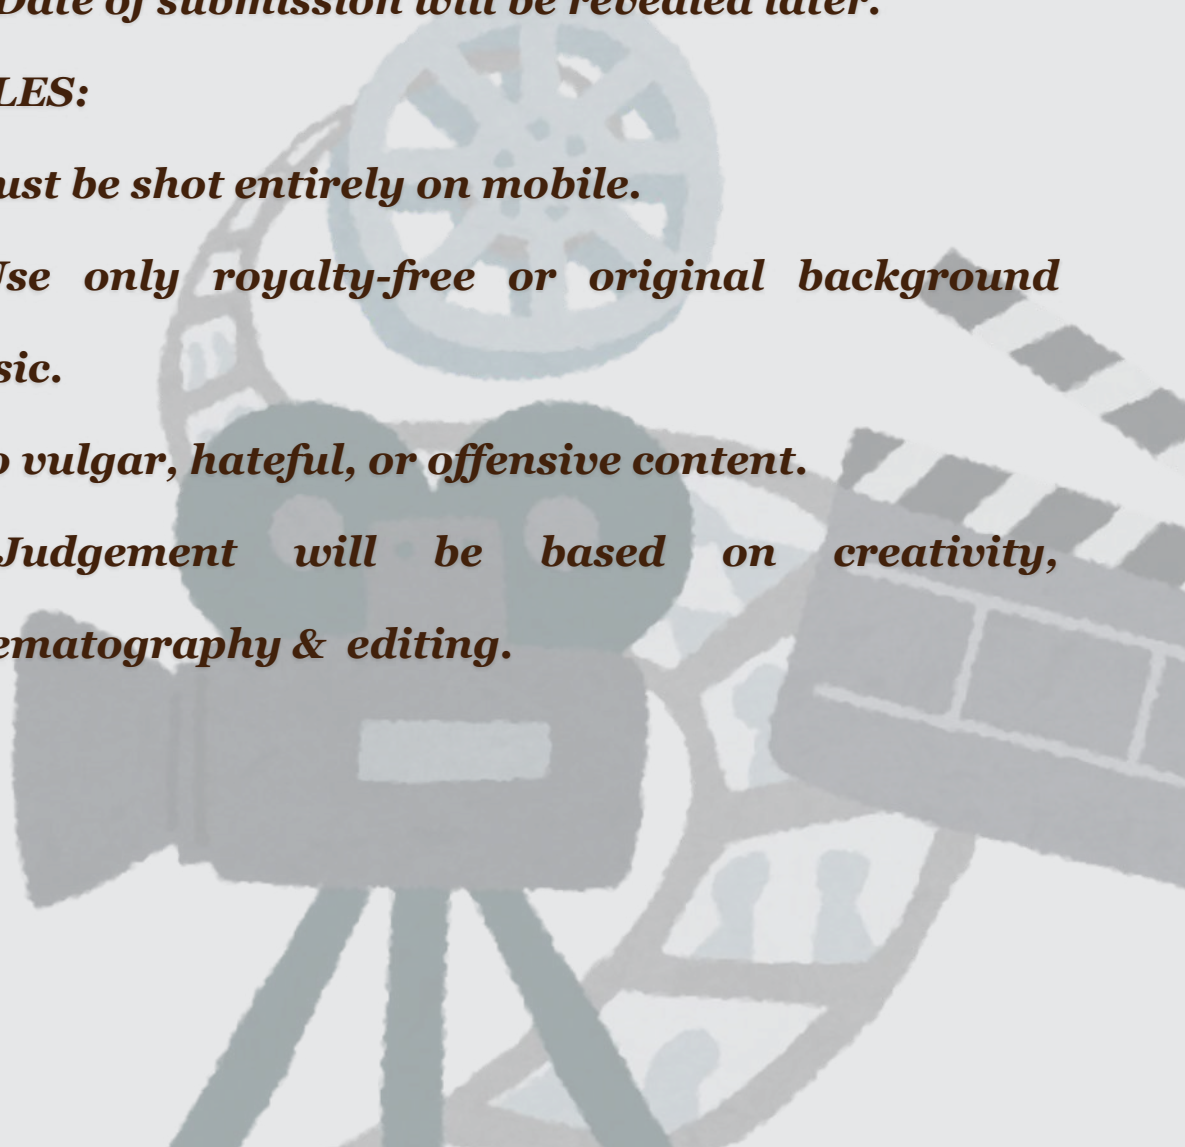 Date of submission will be revealed later.
LES:
ust be shot entirely on mobile.
Use only royalty-free or original background
sic.
o vulgar, hateful, or offensive content.
Judgement will be based on creativity,
ematography & editing.